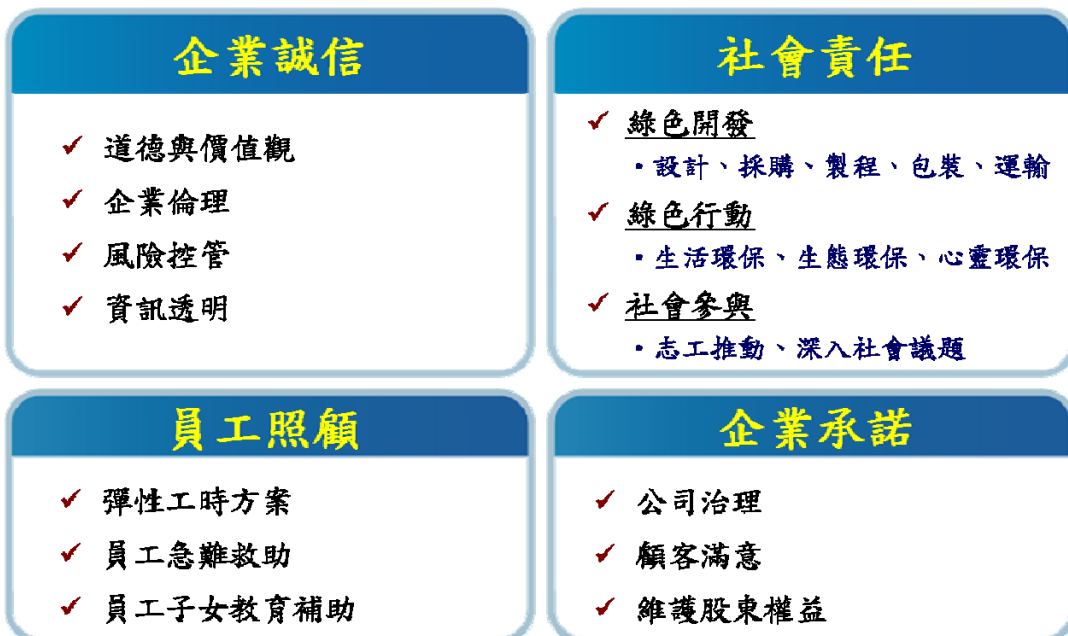 企業誠信
✓ 道德與價值觀
✓ 企業倫理
✓ 風險控管
✓ 資訊透明
社會責任
✓ 綠色開發
▪ 設計、採購、製程、包裝、運輸
✓ 綠色行動
▪ 生活環保、生態環保、心靈環保
✓ 社會參與
▪ 志工推動、深入社會議題
員工照顧
✓ 彈性工時方案
✓ 員工急難救助
✓ 員工子女教育補助
企業承諾
✓ 公司治理
✓ 顧客滿意
✓ 維護股東權益